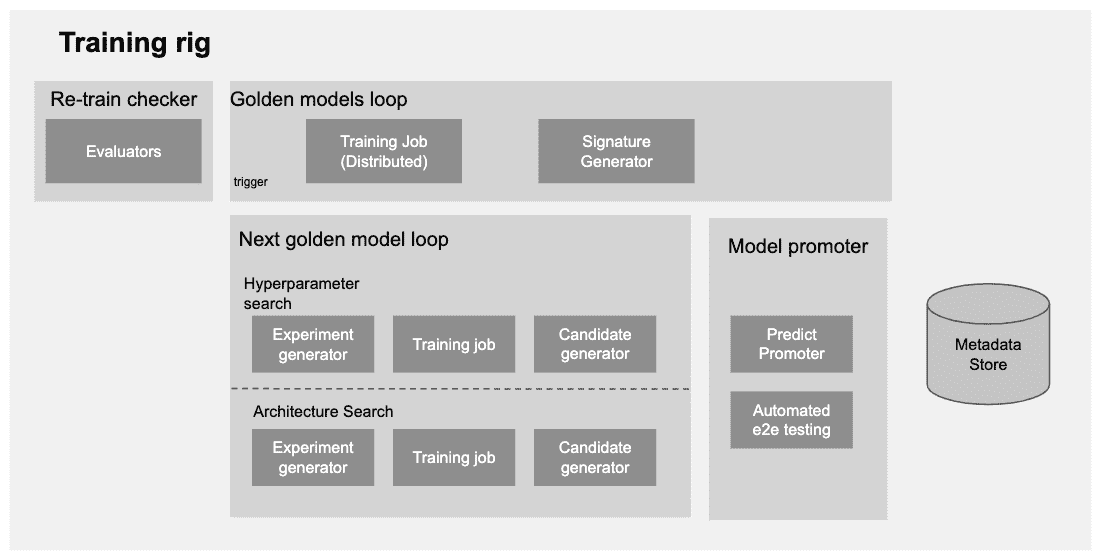 Training rig
Re-train checker
Evaluators
Golden models loop
Training Job
(Distributed)
Signature
Generator
trigger
Next golden model loop
Hyperparameter
search
Experiment
generator
Training job
Candidate
generator
Architecture Search
Experiment
generator
Training job
Candidate
generator
Model promoter
Predict
Promoter
Automated
e2e testing
Metadata
Store